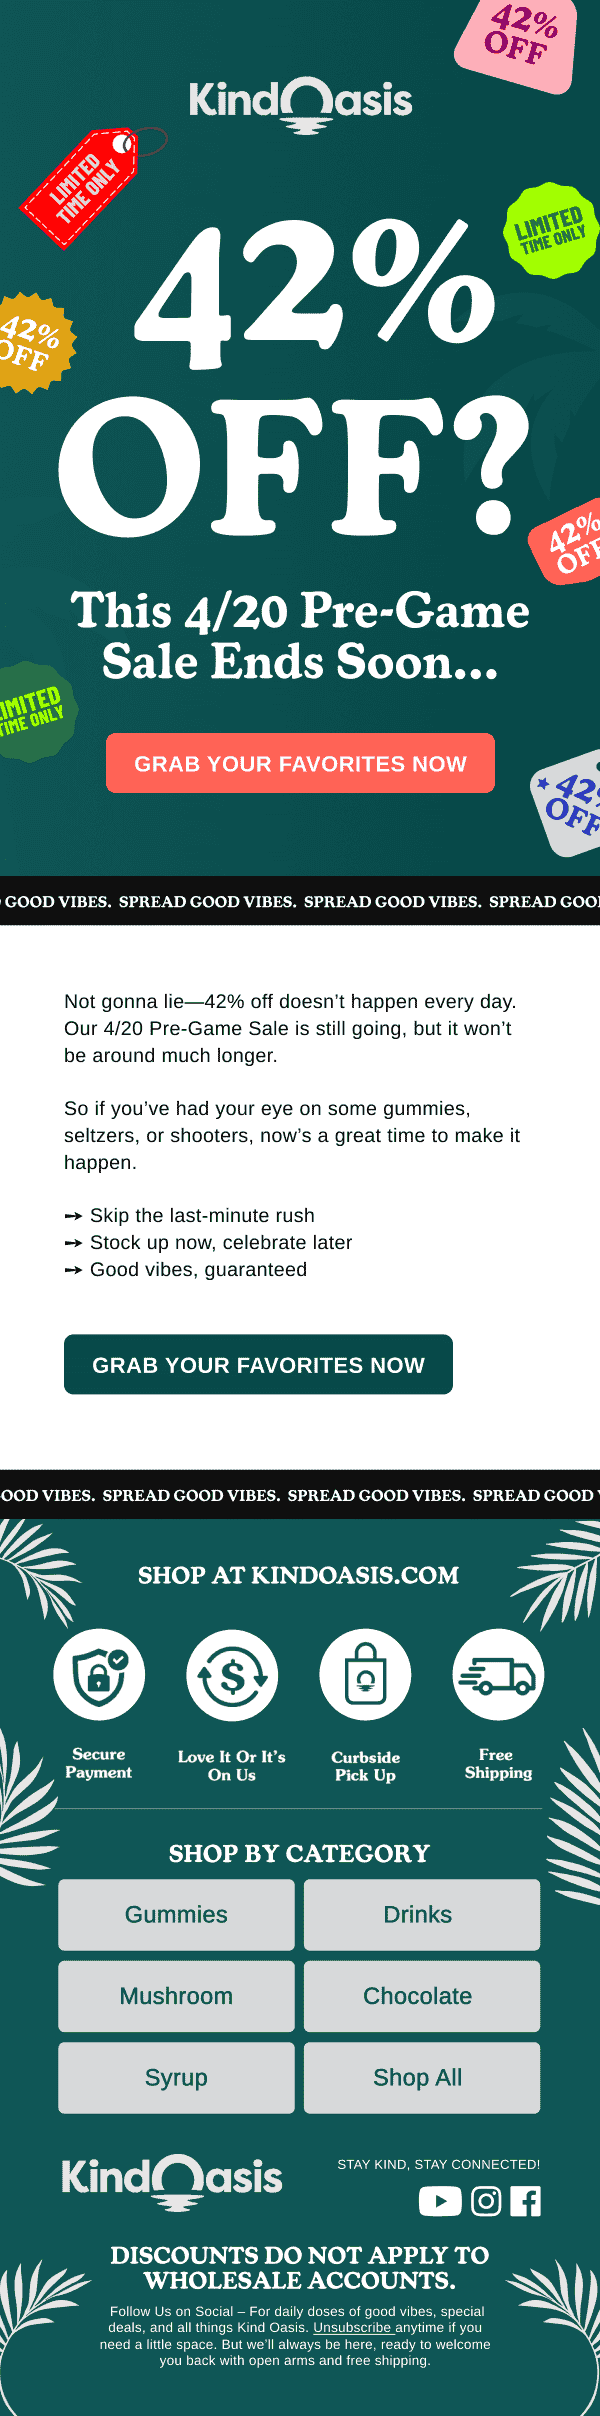 42%
OFF
KindOasis
LIMITED
TIME ONLY
LIMITED
TIME ONLY
42%
OFF?
42%
OFF
42%
OFF
This 4/20 Pre-Game
Sale Ends Soon...
LIMITED
TIME ONLY
GRAB YOUR FAVORITES NOW
42%
OFF
GOOD VIBES. SPREAD GOOD VIBES. SPREAD GOOD VIBES. SPREAD GOO
Not gonna lie—42% off doesn’t happen every day.
Our 4/20 Pre-Game Sale is still going, but it won’t
be around much longer.
So if you’ve had your eye on some gummies,
seltzers, or shooters, now’s a great time to make it
happen.
➙ Skip the last-minute rush
➙ Stock up now, celebrate later
➙ Good vibes, guaranteed
GRAB YOUR FAVORITES NOW
OOD VIBES. SPREAD GOOD VIBES. SPREAD GOOD VIBES. SPREAD GOOD
SHOP AT KINDOASIS.COM
$
Secure
Payment
Love It Or It’s
On Us
Curbside
Pick Up
Free
Shipping
SHOP BY CATEGORY
Gummies
Drinks
Mushroom
Chocolate
Syrup
Shop All
KindOasis
STAY KIND, STAY CONNECTED!
DISCOUNTS DO NOT APPLY TO
WHOLESALE ACCOUNTS.
Follow Us on Social – For daily doses of good vibes, special
deals, and all things Kind Oasis. Unsubscribe anytime if you
need a little space. But we’ll always be here, ready to welcome
you back with open arms and free shipping.